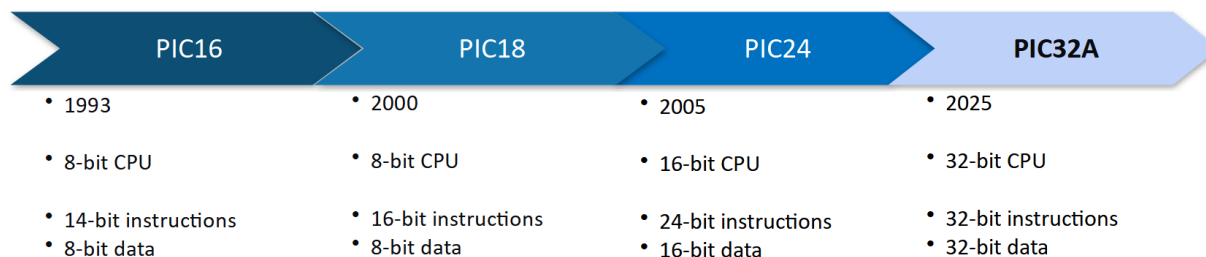 PIC16
PIC18
PIC24
PIC32A
• 1993
• 8-bit CPU
• 14-bit instructions
• 8-bit data
• 2000
• 8-bit CPU
• 16-bit instructions
• 8-bit data
• 2005
• 16-bit CPU
• 24-bit instructions
• 16-bit data
• 2025
• 32-bit CPU
• 32-bit instructions
• 32-bit data